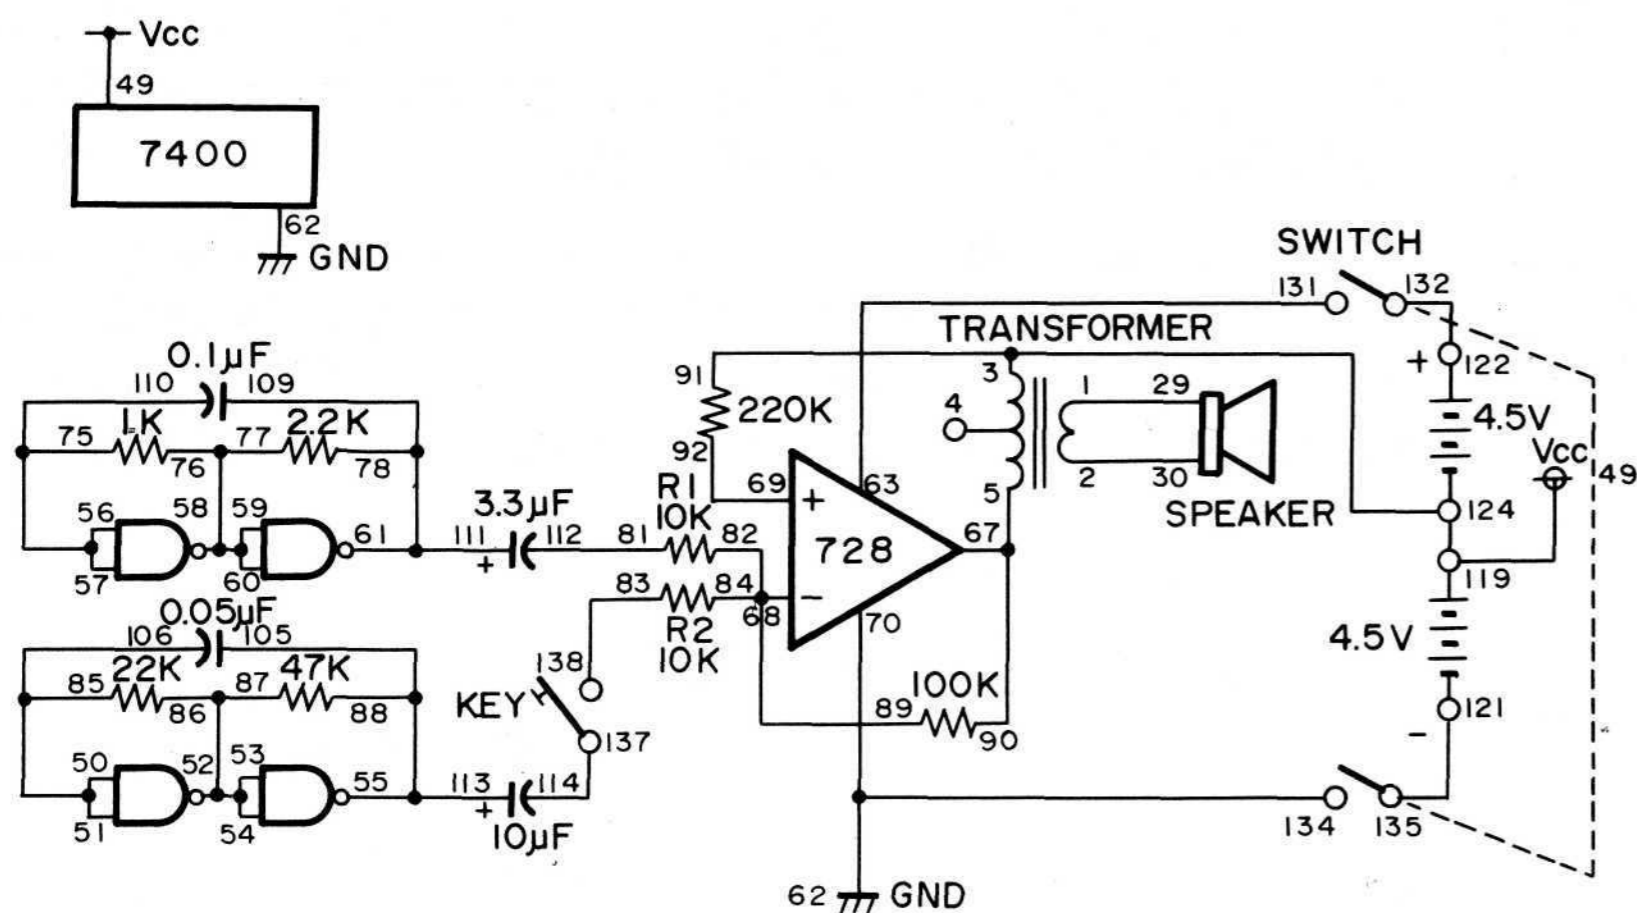 Vcc
49
7400
62
GND
SWITCH
131
132
TRANSFORMER
0.1µF
110
109
91
3
1
29
+
122
75
1K
76
77
2.2K
78
220K
4
4.5V
92
2
30
Vcc
49
56
58
59
61
3.3µF
R1
10K
69
+
63
5
SPEAKER
124
57
60
111
+
112
81
82
728
67
119
0.05µF
106
105
83
84
68
−
R2
10K
70
4.5V
85
22K
86
87
47K
88
138
KEY
137
100K
89
90
121
−
50
52
53
55
113
+
114
51
54
10µF
134
135
62
GND